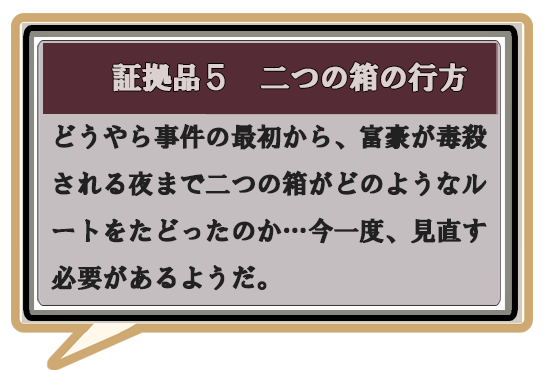 証拠品５　二つの箱の行方
どうやら事件の最初から、富豪が毒殺
される夜まで二つの箱がどのようなル
ートをたどったのか…今一度、見直す
必要があるようだ。